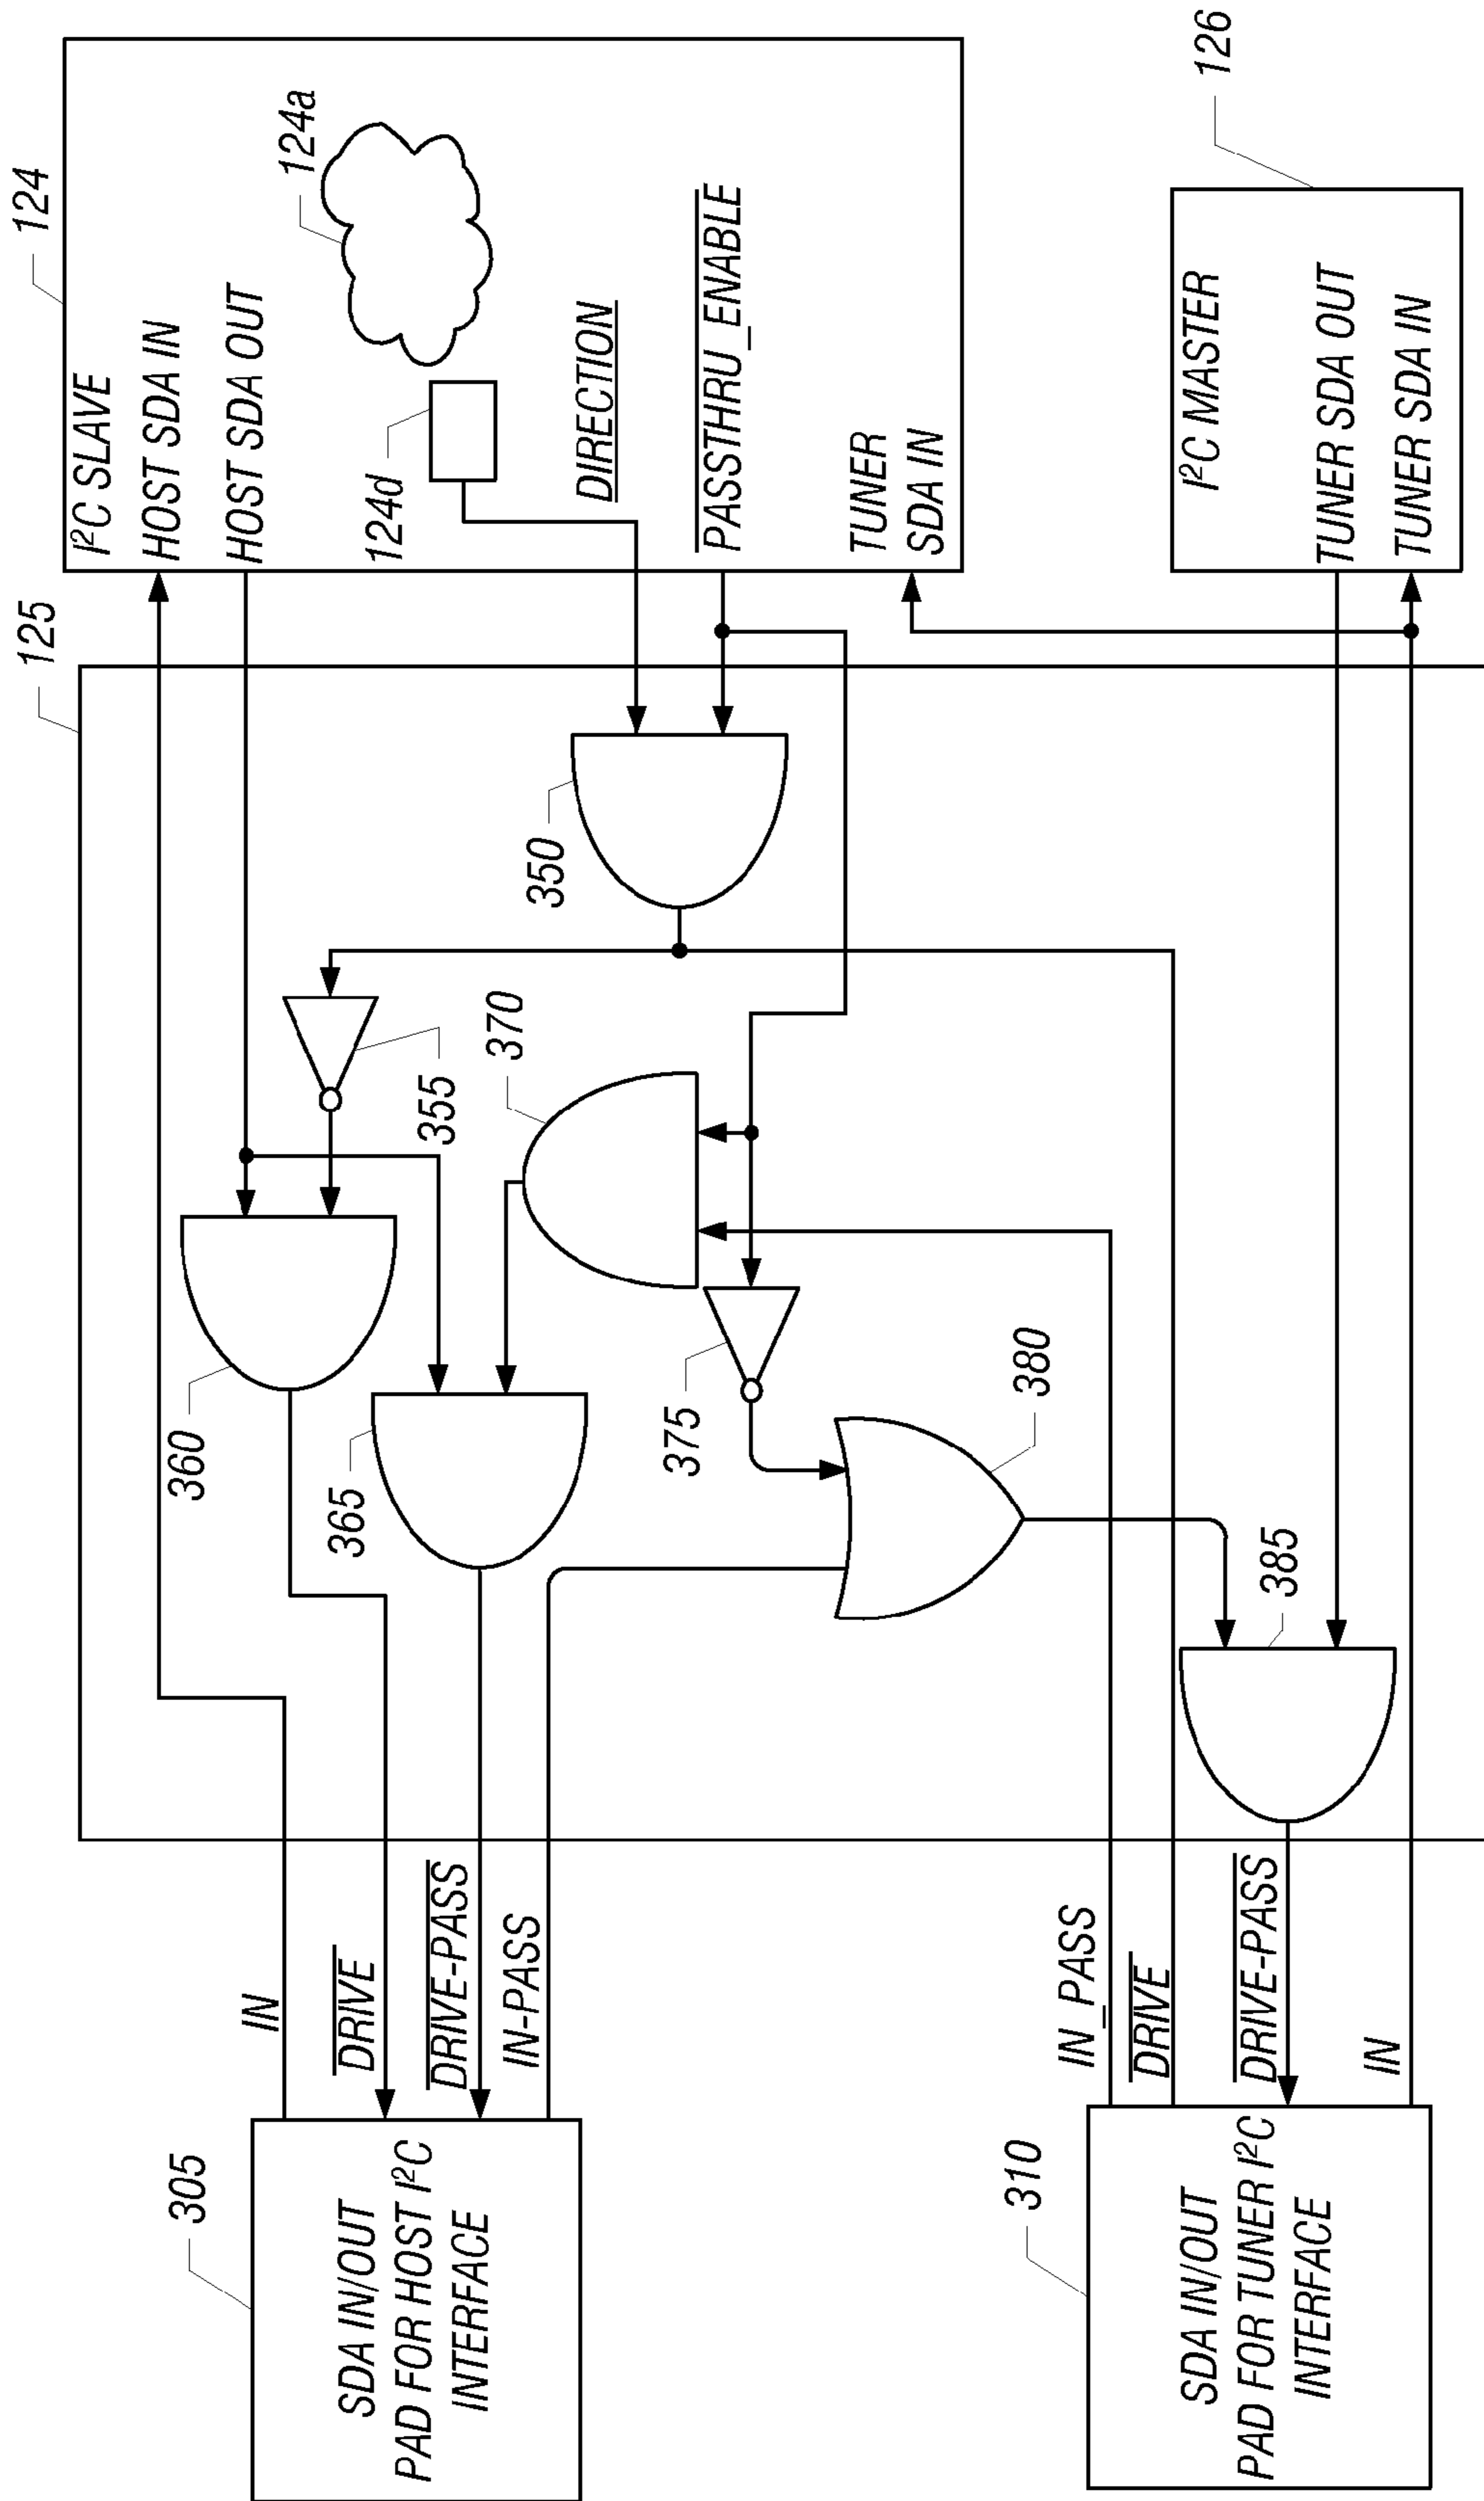 305
SDA IN/OUT
PAD FOR HOST I²C
INTERFACE
IN
DRIVE
DRIVE-PASS
IN-PASS
310
SDA IN/OUT
PAD FOR TUNER I²C
INTERFACE
IN_PASS
DRIVE
DRIVE-PASS
IN
125
360
365
355
370
375
380
350
385
124
I²C SLAVE
HOST SDA IN
HOST SDA OUT
124a
124d
DIRECTION
PASSTHRU_ENABLE
TUNER
SDA IN
126
I²C MASTER
TUNER SDA OUT
TUNER SDA IN